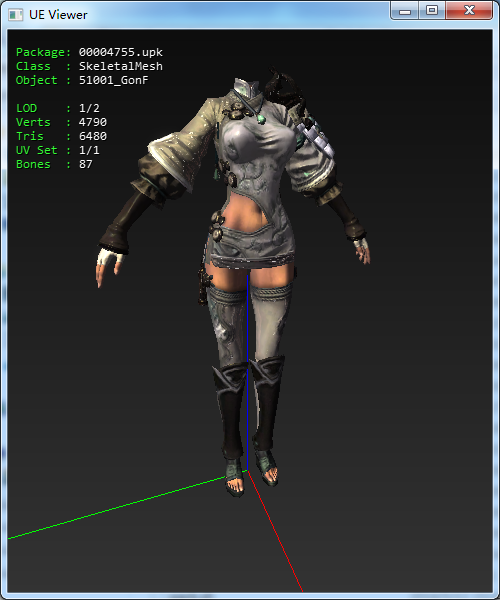 UE Viewer
Package: 00004755.upk
Class  : SkeletalMesh
Object : 51001_GonF
LOD    : 1/2
Verts  : 4790
Tris   : 6480
UV Set : 1/1
Bones  : 87